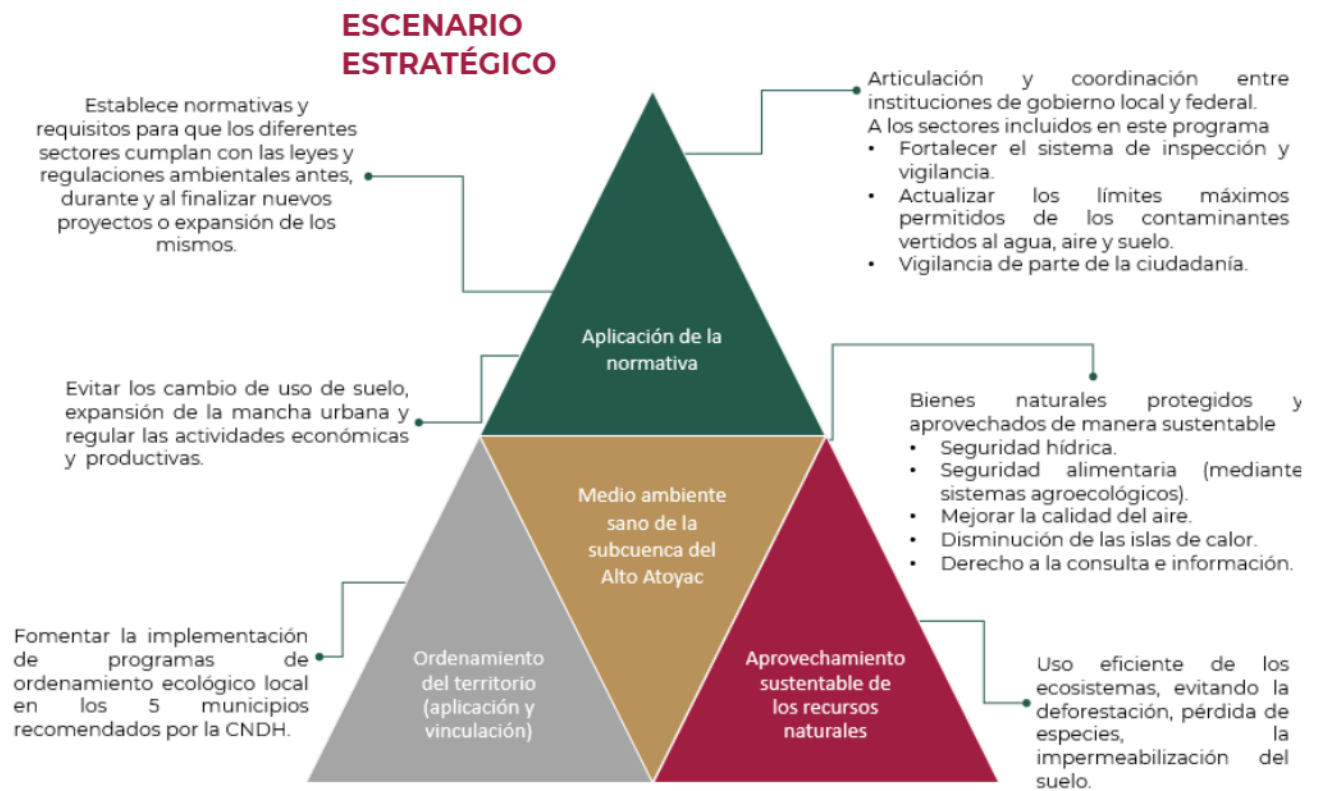 ESCENARIO
ESTRATÉGICO
Establece normativas y
requisitos para que los diferentes
sectores cumplan con las leyes y
regulaciones ambientales antes,
durante y al finalizar nuevos
proyectos o expansión de los
mismos.
Articulación y coordinación entre
instituciones de gobierno local y federal.
A los sectores incluidos en este programa
• Fortalecer el sistema de inspección y
vigilancia.
• Actualizar los límites máximos
permitidos de los contaminantes
vertidos al agua, aire y suelo.
• Vigilancia de parte de la ciudadanía.
Aplicación de la
normativa
Evitar los cambio de uso de suelo,
expansión de la mancha urbana y
regular las actividades económicas
y productivas.
Bienes naturales protegidos y
aprovechados de manera sustentable
• Seguridad hídrica.
• Seguridad alimentaria (mediante
sistemas agroecológicos).
• Mejorar la calidad del aire.
• Disminución de las islas de calor.
• Derecho a la consulta e información.
Medio ambiente
sano de la
subcuenca del
Alto Atoyac
Fomentar la implementación
de programas de
ordenamiento ecológico local
en los 5 municipios
recomendados por la CNDH.
Ordenamiento
del territorio
(aplicación y
vinculación)
Aprovechamiento
sustentable de
los recursos
naturales
Uso eficiente de los
ecosistemas, evitando la
deforestación, pérdida de
especies, la
impermeabilización del
suelo.